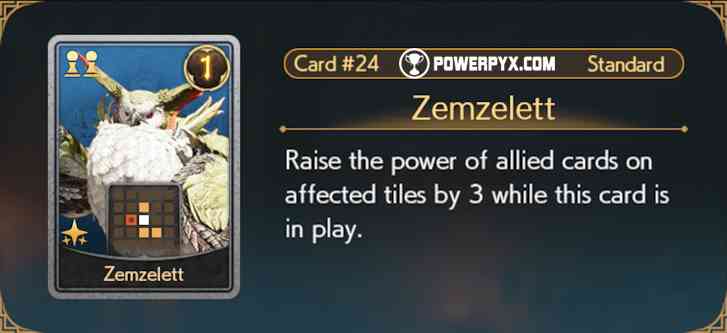 1
Zemzelett
Card #24 POWERPYX.COM Standard
Zemzelett
Raise the power of allied cards on
affected tiles by 3 while this card is
in play.